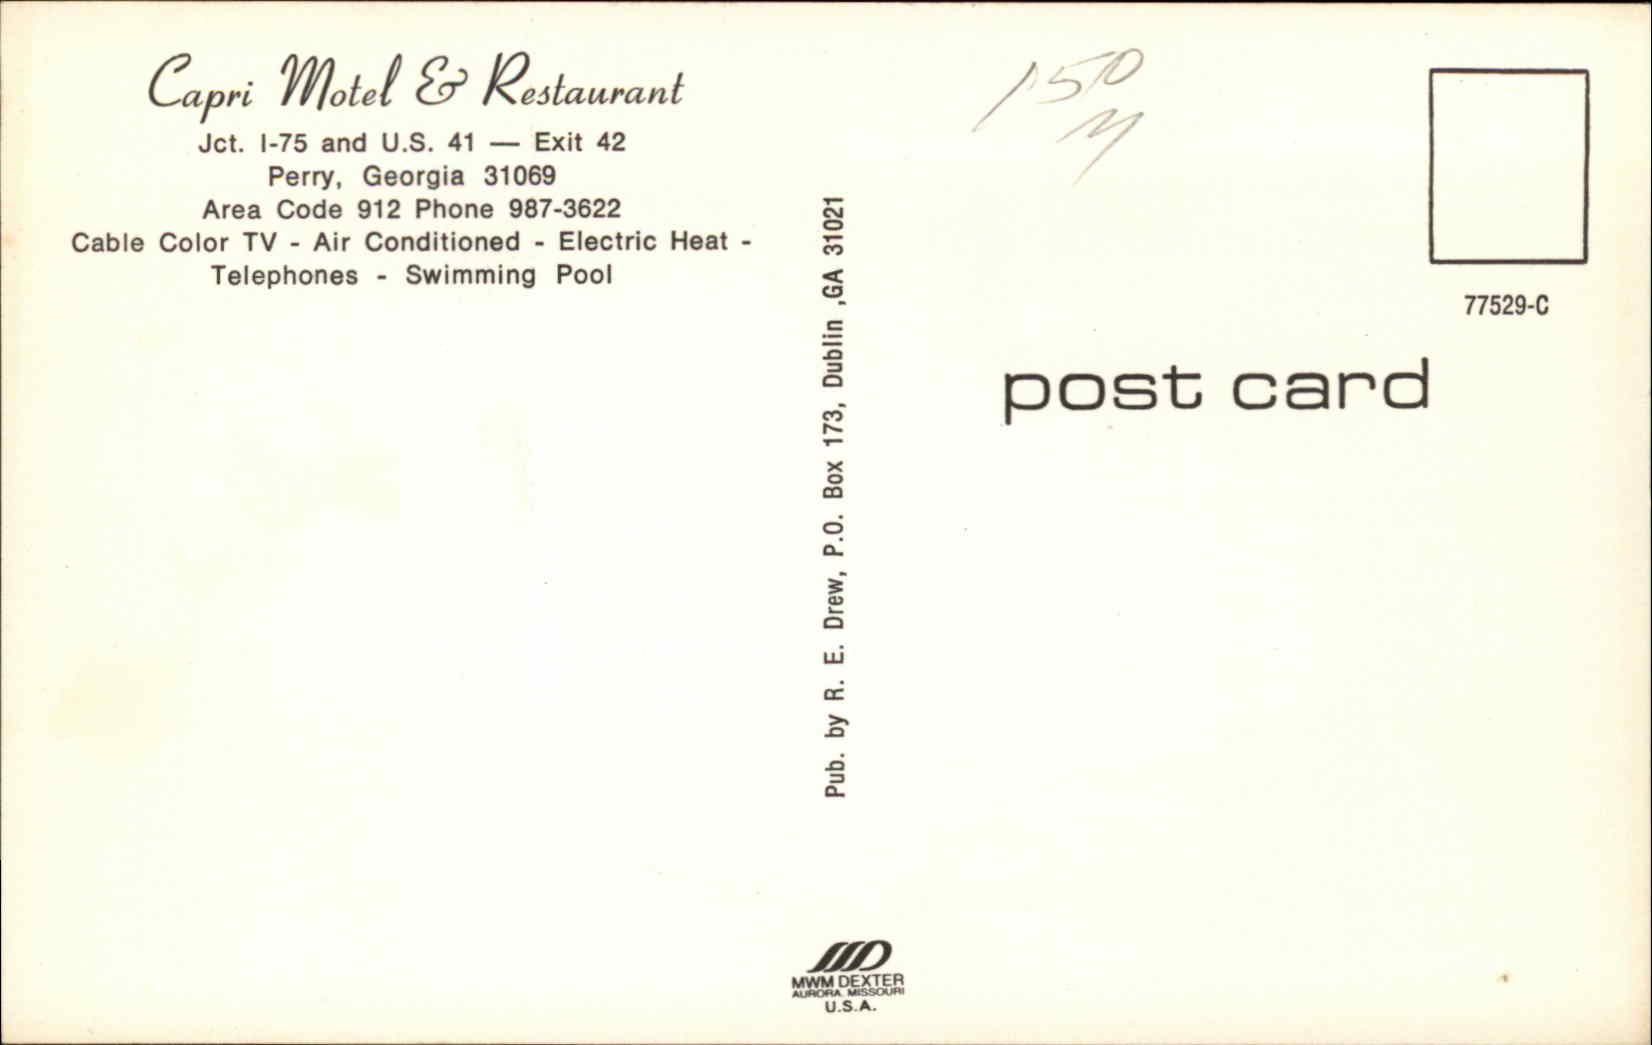 Capri Motel & Restaurant
Jct. I-75 and U.S. 41 — Exit 42
Perry, Georgia 31069
Area Code 912 Phone 987-3622
Cable Color TV - Air Conditioned - Electric Heat -
Telephones - Swimming Pool
Pub. by R. E. Drew, P.O. Box 173, Dublin ,GA 31021
150
77529-C
post card
MWM DEXTER
AURORA, MISSOURI
U.S.A.